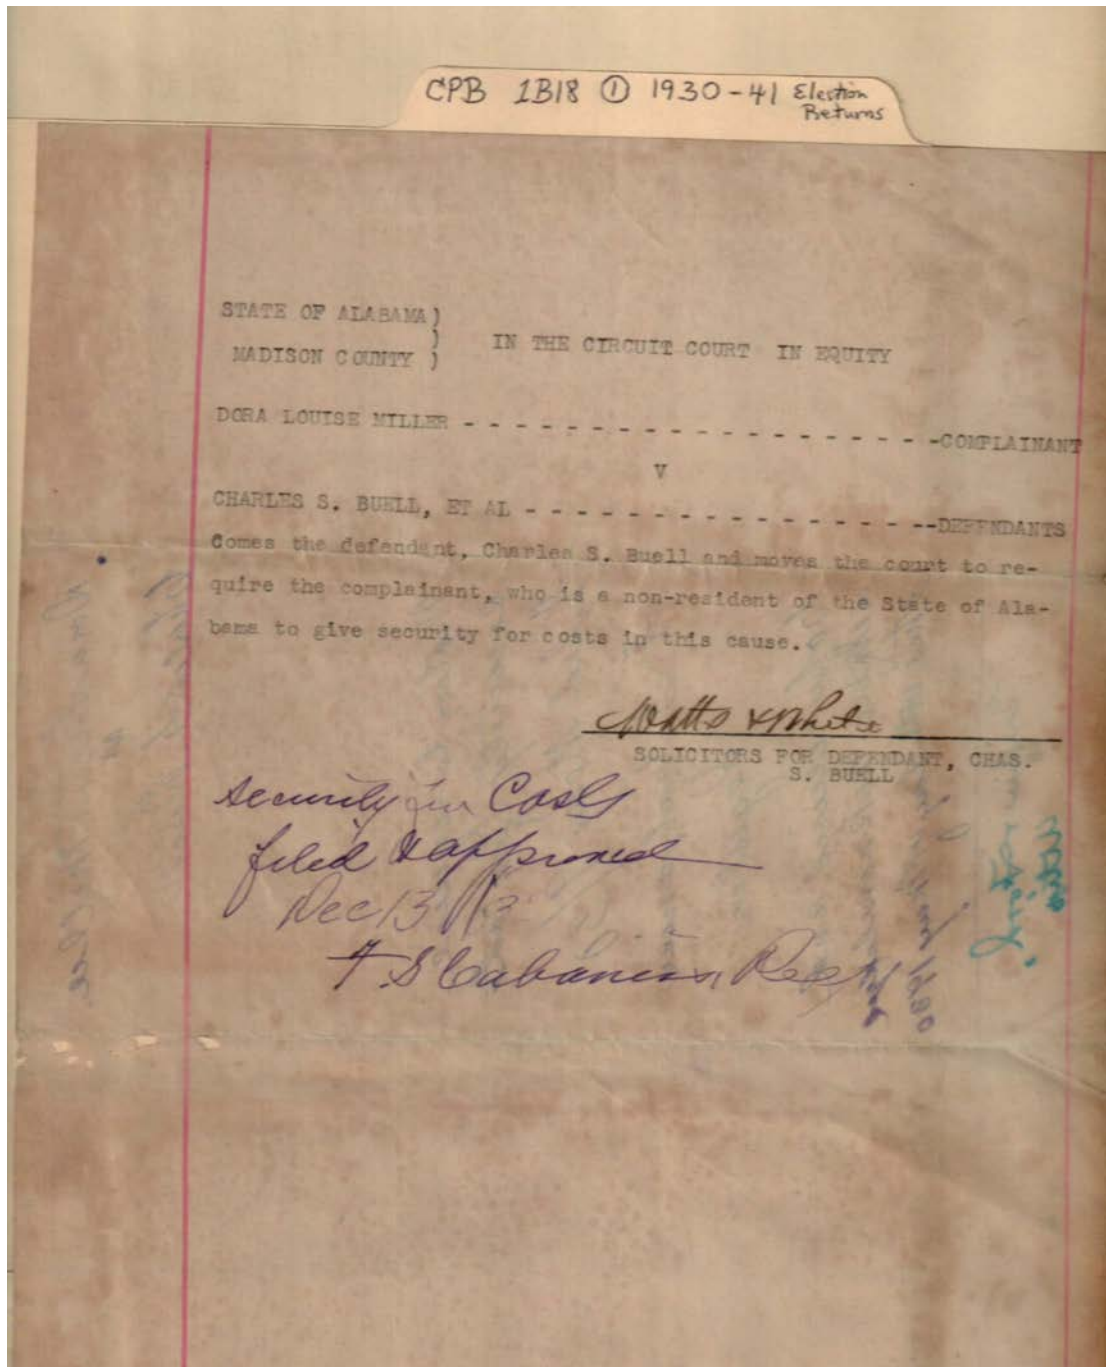 CPB 1B18 ① 1930-41 Election
Returns
STATE OF ALABAMA)
)
MADISON COUNTY )
IN THE CIRCUIT COURT IN EQUITY
DORA LOUISE MILLER - - - - - - - - - - - - - - - - - - -COMPLAINANT
V
CHARLES S. BUELL, ET AL - - - - - - - - - - - - - - - - --DEFENDANTS
Comes the defendant, Charles S. Buell and moves the court to re-
quire the complainant, who is a non-resident of the State of Ala-
bama to give security for costs in this cause.
Watts & White
SOLICITORS FOR DEFENDANT, CHAS.
S. BUELL
Security for Costs
filed & approved
Dec 13
F S Cabaniss,